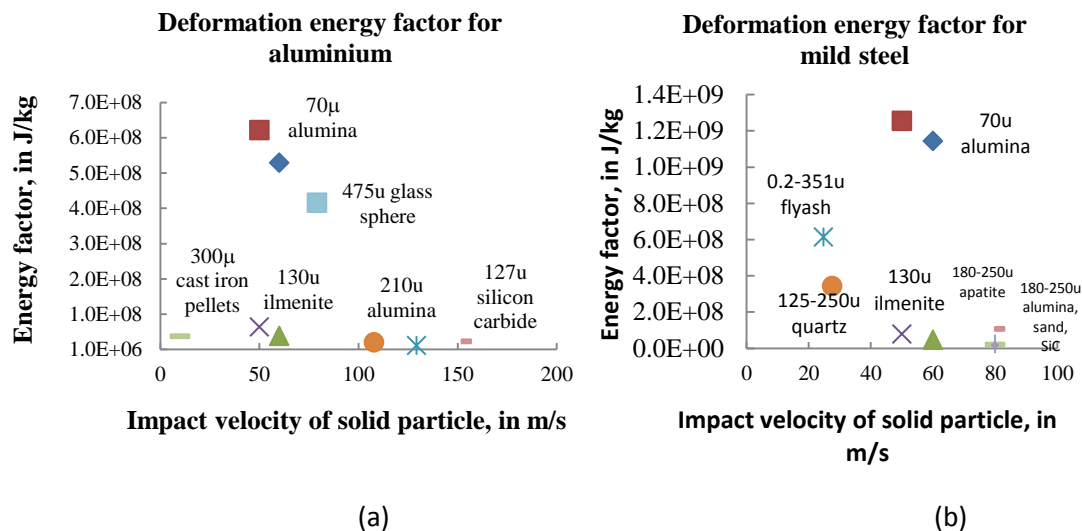 Deformation energy factor for
aluminium
Energy factor, in J/kg
7.0E+08
6.0E+08
5.0E+08
4.0E+08
3.0E+08
2.0E+08
1.0E+08
1.0E+06
70μ
alumina
475u glass
sphere
300μ
cast iron
pellets
130u
ilmenite
210u
alumina
127u
silicon
carbide
0
50
100
150
200
Impact velocity of solid particle, in m/s
(a)
Deformation energy factor for
mild steel
Energy factor, in J/kg
1.4E+09
1.2E+09
1.0E+09
8.0E+08
6.0E+08
4.0E+08
2.0E+08
0.0E+00
70u
alumina
0.2-351u
flyash
125-250u
quartz
130u
ilmenite
180-250u
apatite
180-250u
alumina,
sand,
SiC
0
20
40
60
80
100
Impact velocity of solid particle, in
m/s
(b)